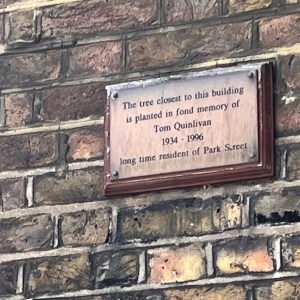 The tree closest to this building
is planted in fond memory of
Tom Quinlivan
1934 - 1996
long time resident of Park Street